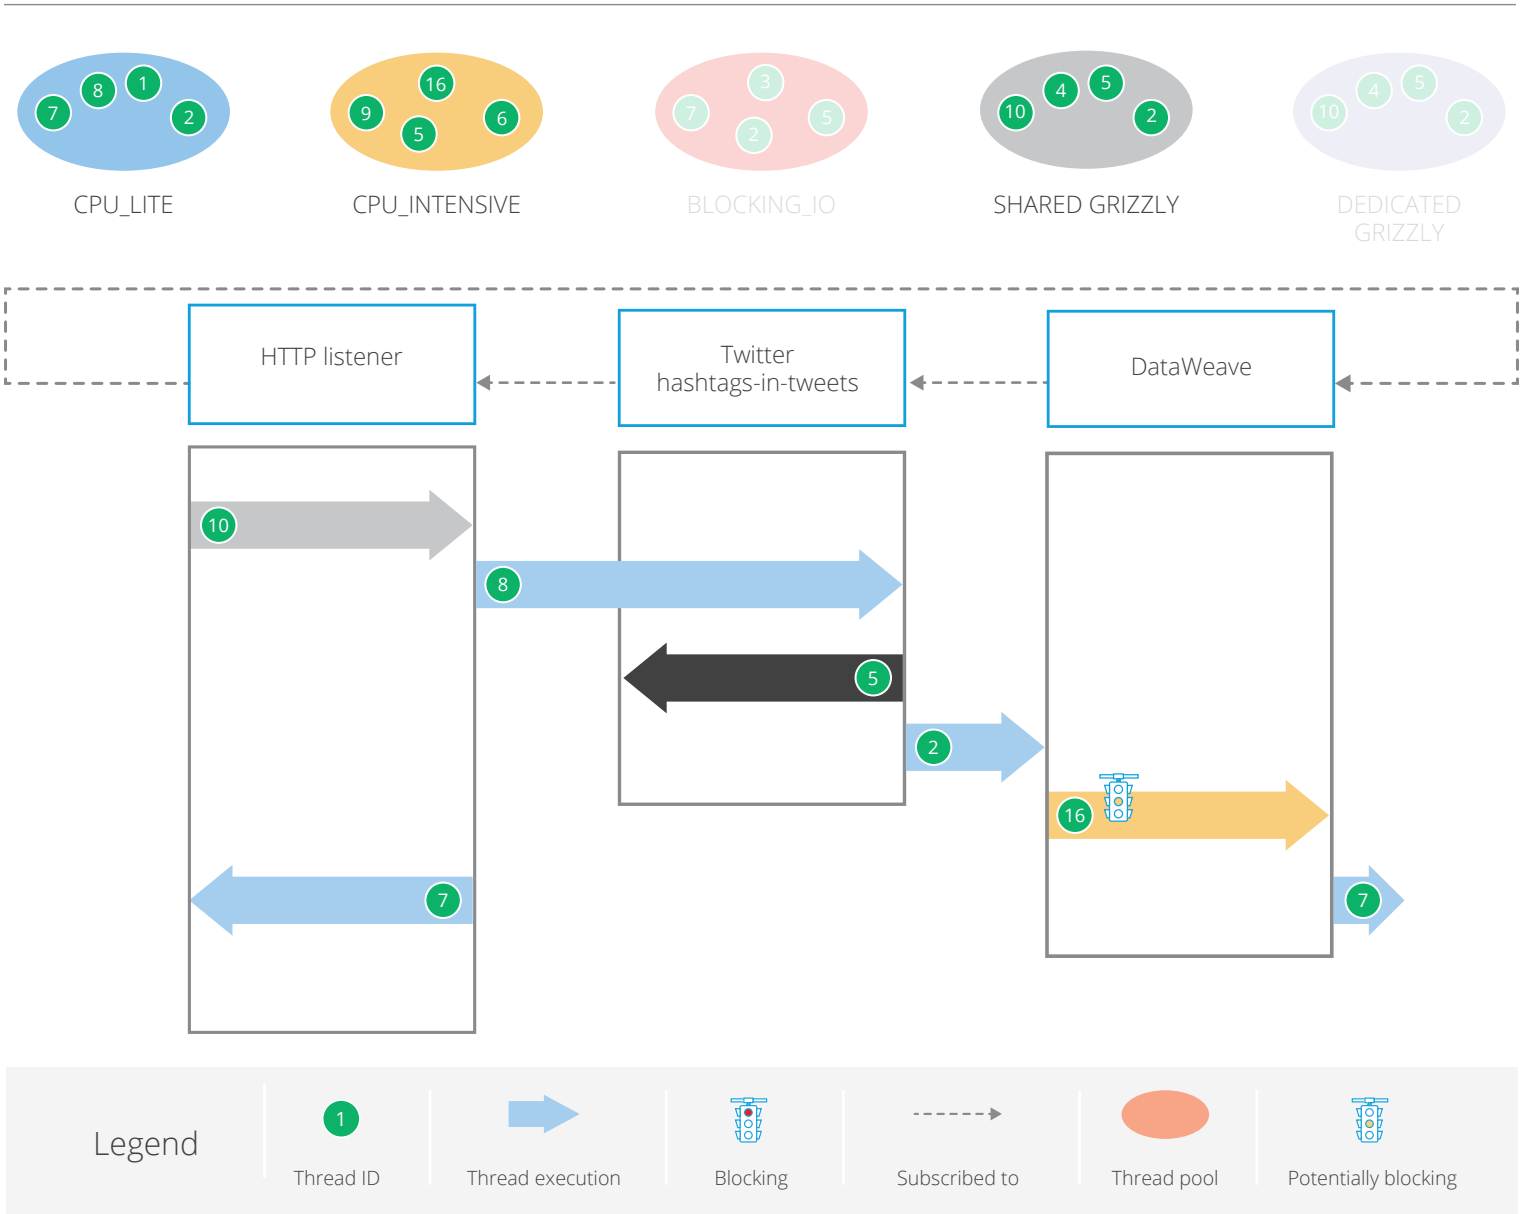 7
8
1
2
9
16
5
6
7
3
2
5
10
4
5
2
10
4
5
2
CPU_LITE
CPU_INTENSIVE
BLOCKING_IO
SHARED GRIZZLY
DEDICATED
GRIZZLY
HTTP listener
Twitter
hashtags-in-tweets
DataWeave
10
8
5
2
16
7
7
Legend
1
Thread ID
Thread execution
Blocking
Subscribed to
Thread pool
Potentially blocking